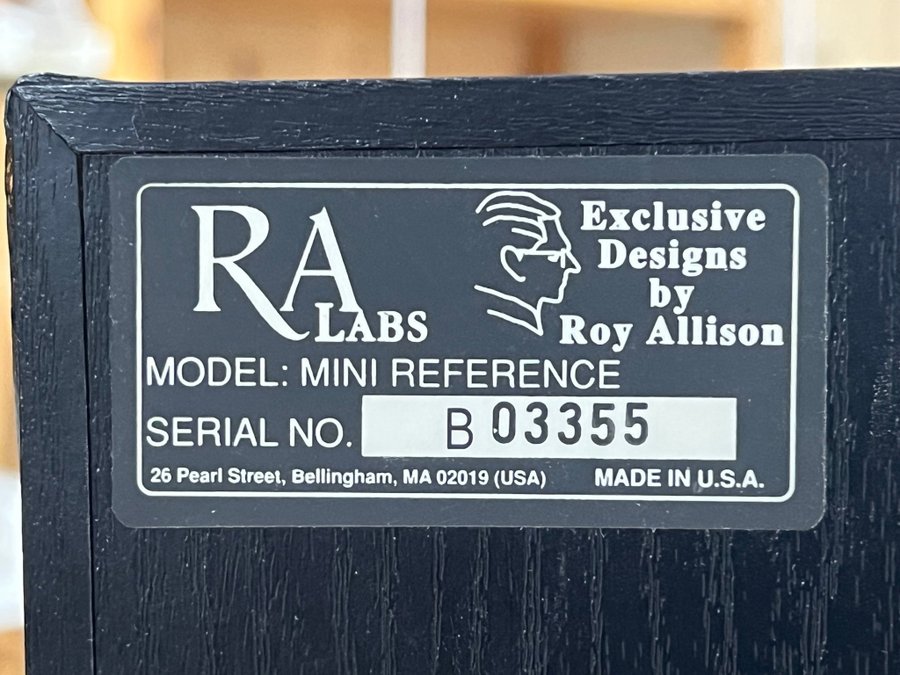 RA LABS
Exclusive
Designs
by
Roy Allison
MODEL: MINI REFERENCE
SERIAL NO. B 03355
26 Pearl Street, Bellingham, MA 02019 (USA) MADE IN U.S.A.